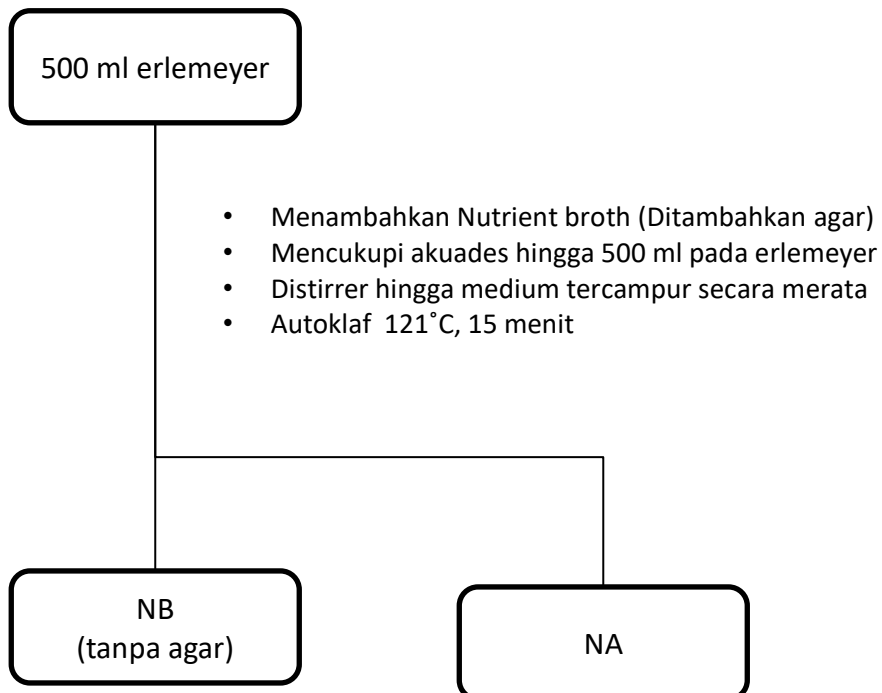 500 ml erlemeyer
• Menambahkan Nutrient broth (Ditambahkan agar)
• Mencukupi akuades hingga 500 ml pada erlemeyer
• Distirrer hingga medium tercampur secara merata
• Autoklaf 121˚C, 15 menit
NB
(tanpa agar)
NA